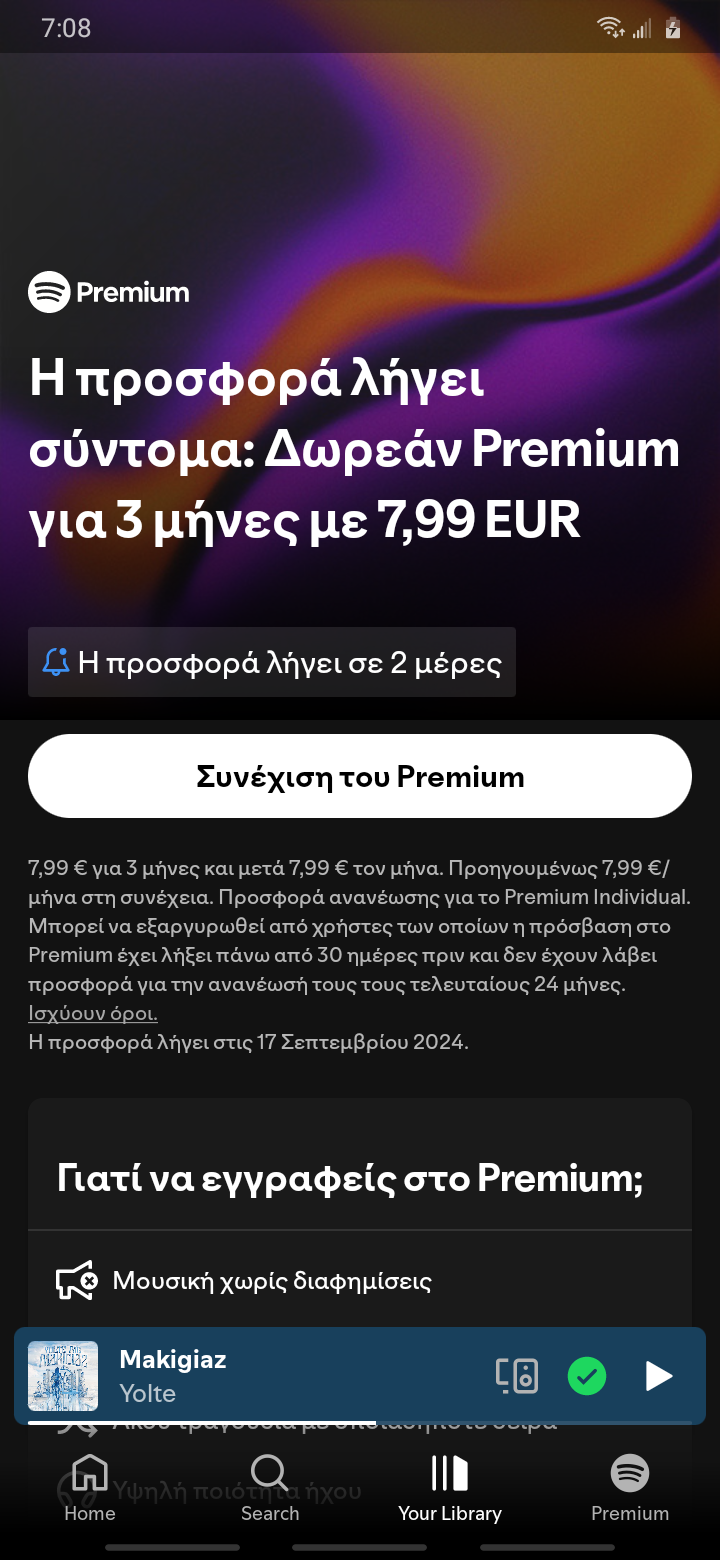 7:08
Premium
Η προσφορά λήγει
σύντομα: Δωρεάν Premium
για 3 μήνες με 7,99 EUR
Η προσφορά λήγει σε 2 μέρες
Συνέχιση του Premium
7,99 € για 3 μήνες και μετά 7,99 € τον μήνα. Προηγουμένως 7,99 €/
μήνα στη συνέχεια. Προσφορά ανανέωσης για το Premium Individual.
Μπορεί να εξαργυρωθεί από χρήστες των οποίων η πρόσβαση στο
Premium έχει λήξει πάνω από 30 ημέρες πριν και δεν έχουν λάβει
προσφορά για την ανανέωσή τους τους τελευταίους 24 μήνες.
Ισχύουν όροι.
Η προσφορά λήγει στις 17 Σεπτεμβρίου 2024.
Γιατί να εγγραφείς στο Premium;
Μουσική χωρίς διαφημίσεις
Makigiaz
Yolte
Υψηλή ποιότητα ήχου
Home
Search
Your Library
Premium